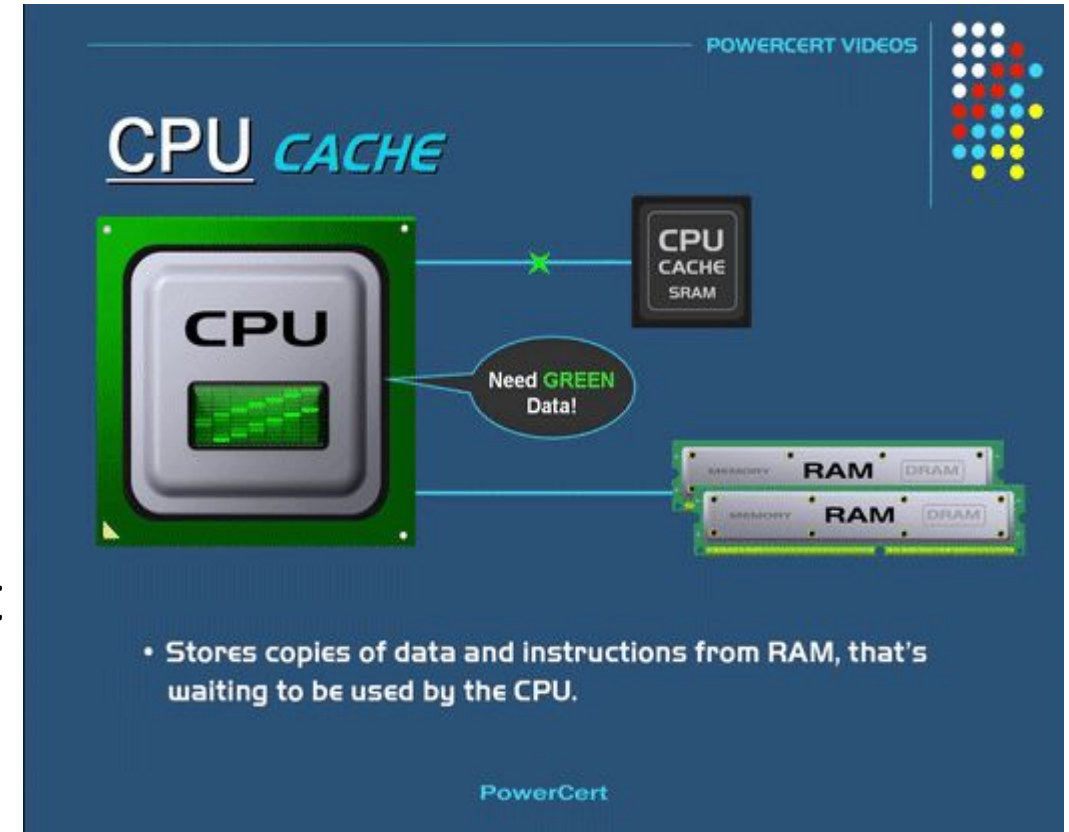 POWERCERT VIDEOS
CPU CACHE
CPU
CACHE
SRAM
CPU
Need GREEN
Data!
MEMORY RAM DRAM
MEMORY RAM DRAM
• Stores copies of data and instructions from RAM, that's
waiting to be used by the CPU.
PowerCert